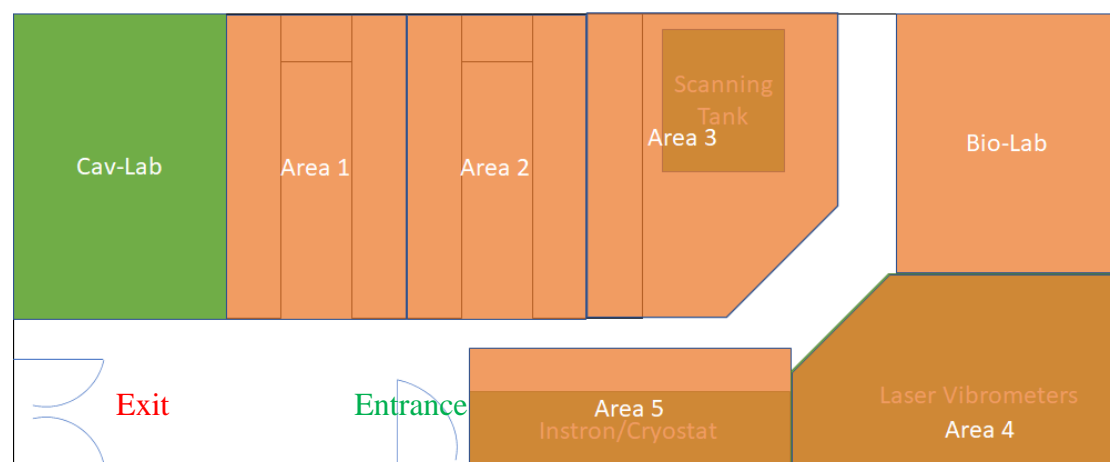 Cav-Lab
Area 1
Area 2
Scanning
Tank
Area 3
Bio-Lab
Exit
Entrance
Area 5
Instron/Cryostat
Laser Vibrometers
Area 4